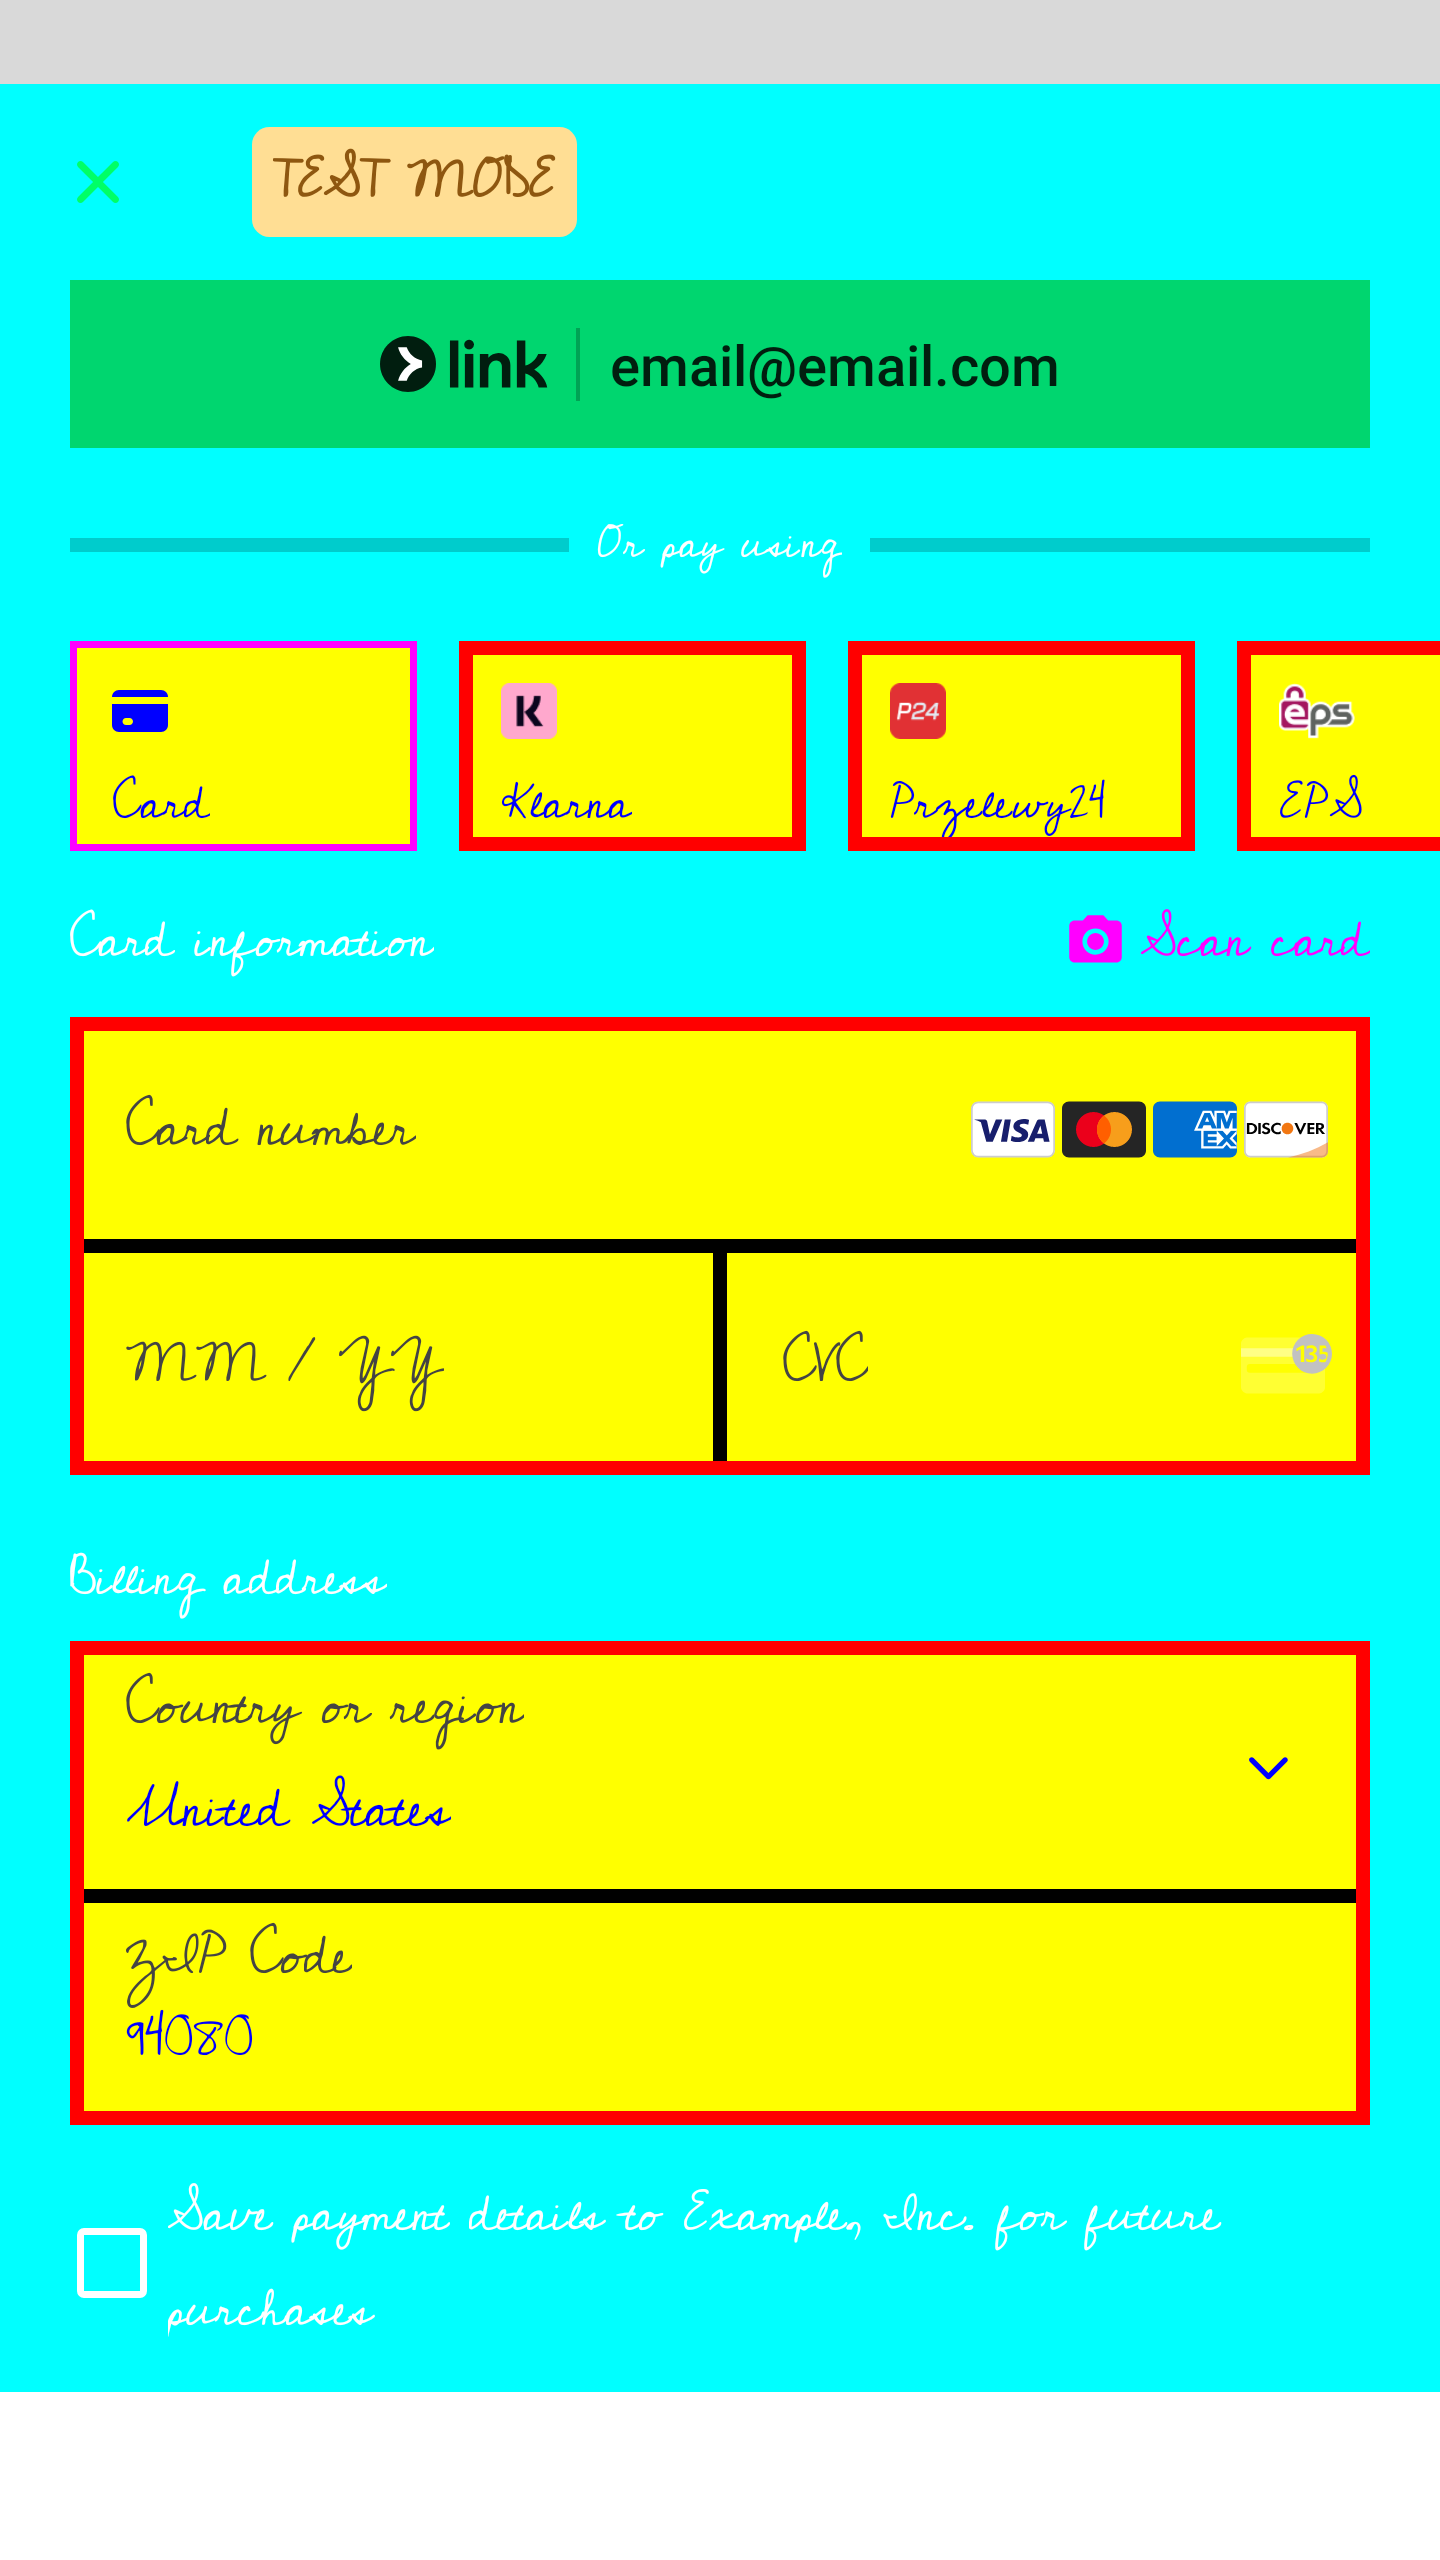 TEST MODE
link email@email.com
Or pay using
K P24 eps
Card Klarna Przelewy24 EPS
Card information Scan card
Card number VISA AM EX DISCOVER
MM / YY CVC 135
Billing address
Country or region
United States
ZIP Code
94080
Save payment details to Example, Inc. for future
purchases